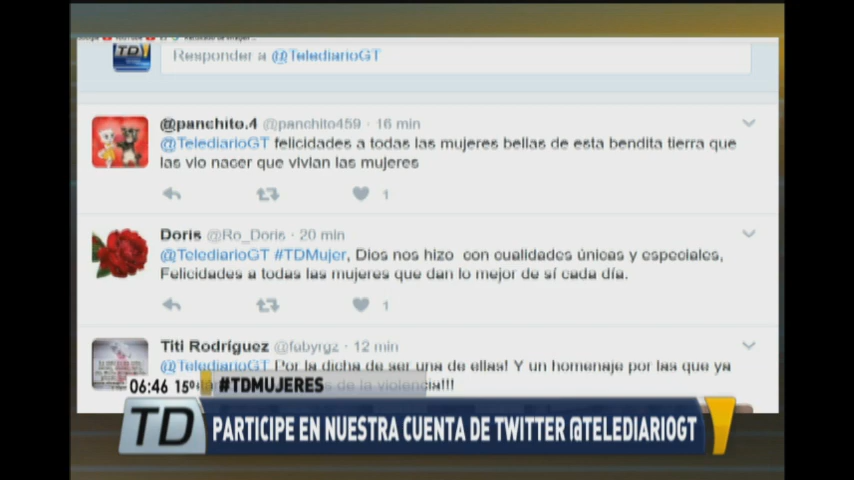 TD
Responder a @TelediarioGT
@panchito.4 @panchito459 · 16 min
@TelediarioGT felicidades a todas las mujeres bellas de esta bendita tierra que
las vio nacer que vivian las mujeres
1
Doris @Ro_Doris · 20 min
@TelediarioGT #TDMujer, Dios nos hizo con cualidades únicas y especiales,
Felicidades a todas las mujeres que dan lo mejor de sí cada día.
1
Titi Rodríguez @fabyrgz · 12 min
@TelediarioGT Por la dicha de ser una de ellas! Y un homenaje por las que ya
de la violencia!!!
06:46 15º #TDMUJERES
TD PARTICIPE EN NUESTRA CUENTA DE TWITTER @TELEDIARIOGT